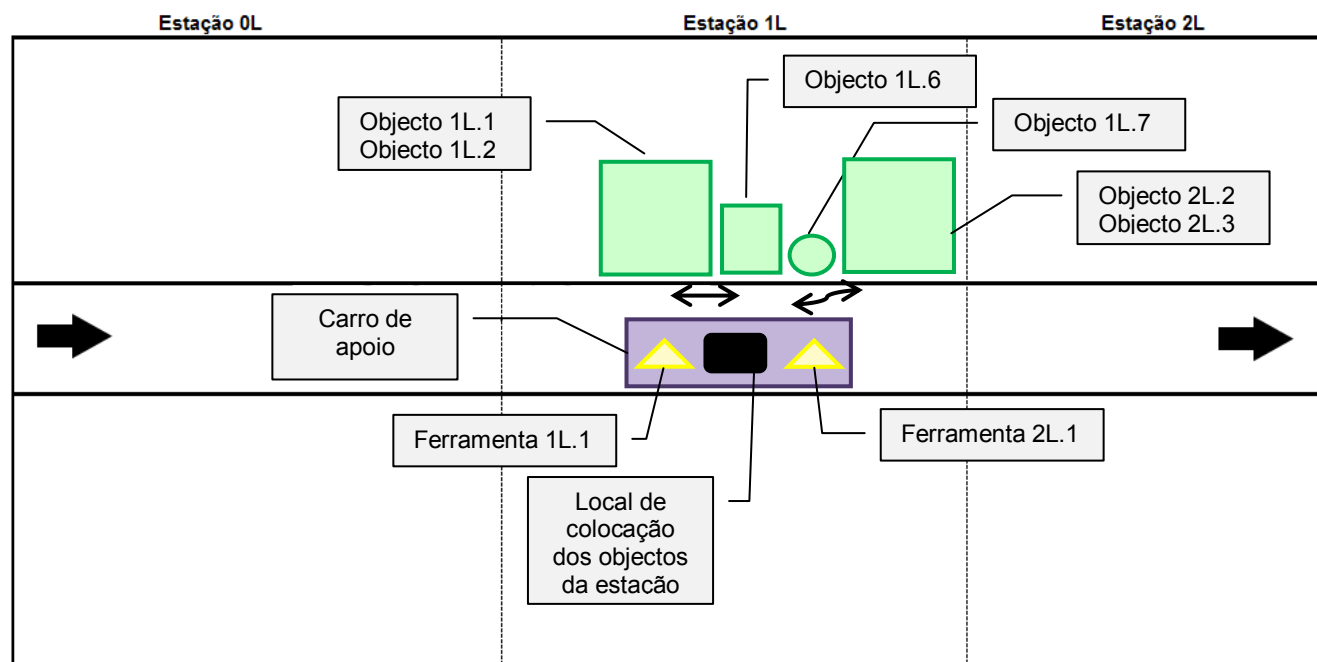 Estação 0L
Estação 1L
Estação 2L
Objecto 1L.6
Objecto 1L.1
Objecto 1L.2
Objecto 1L.7
Objecto 2L.2
Objecto 2L.3
Carro de
apoio
Ferramenta 1L.1
Ferramenta 2L.1
Local de
colocação
dos objectos
da estação